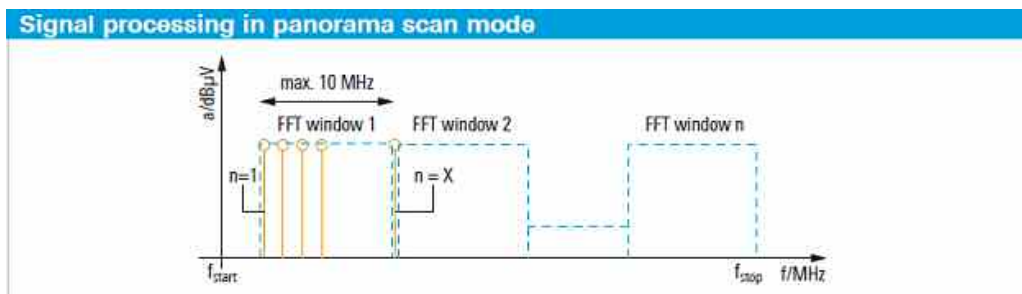 Signal processing in panorama scan mode
a/dBµV
max. 10 MHz
FFT window 1
FFT window 2
FFT window n
n=1
n = X
fstart
fstop
f/MHz